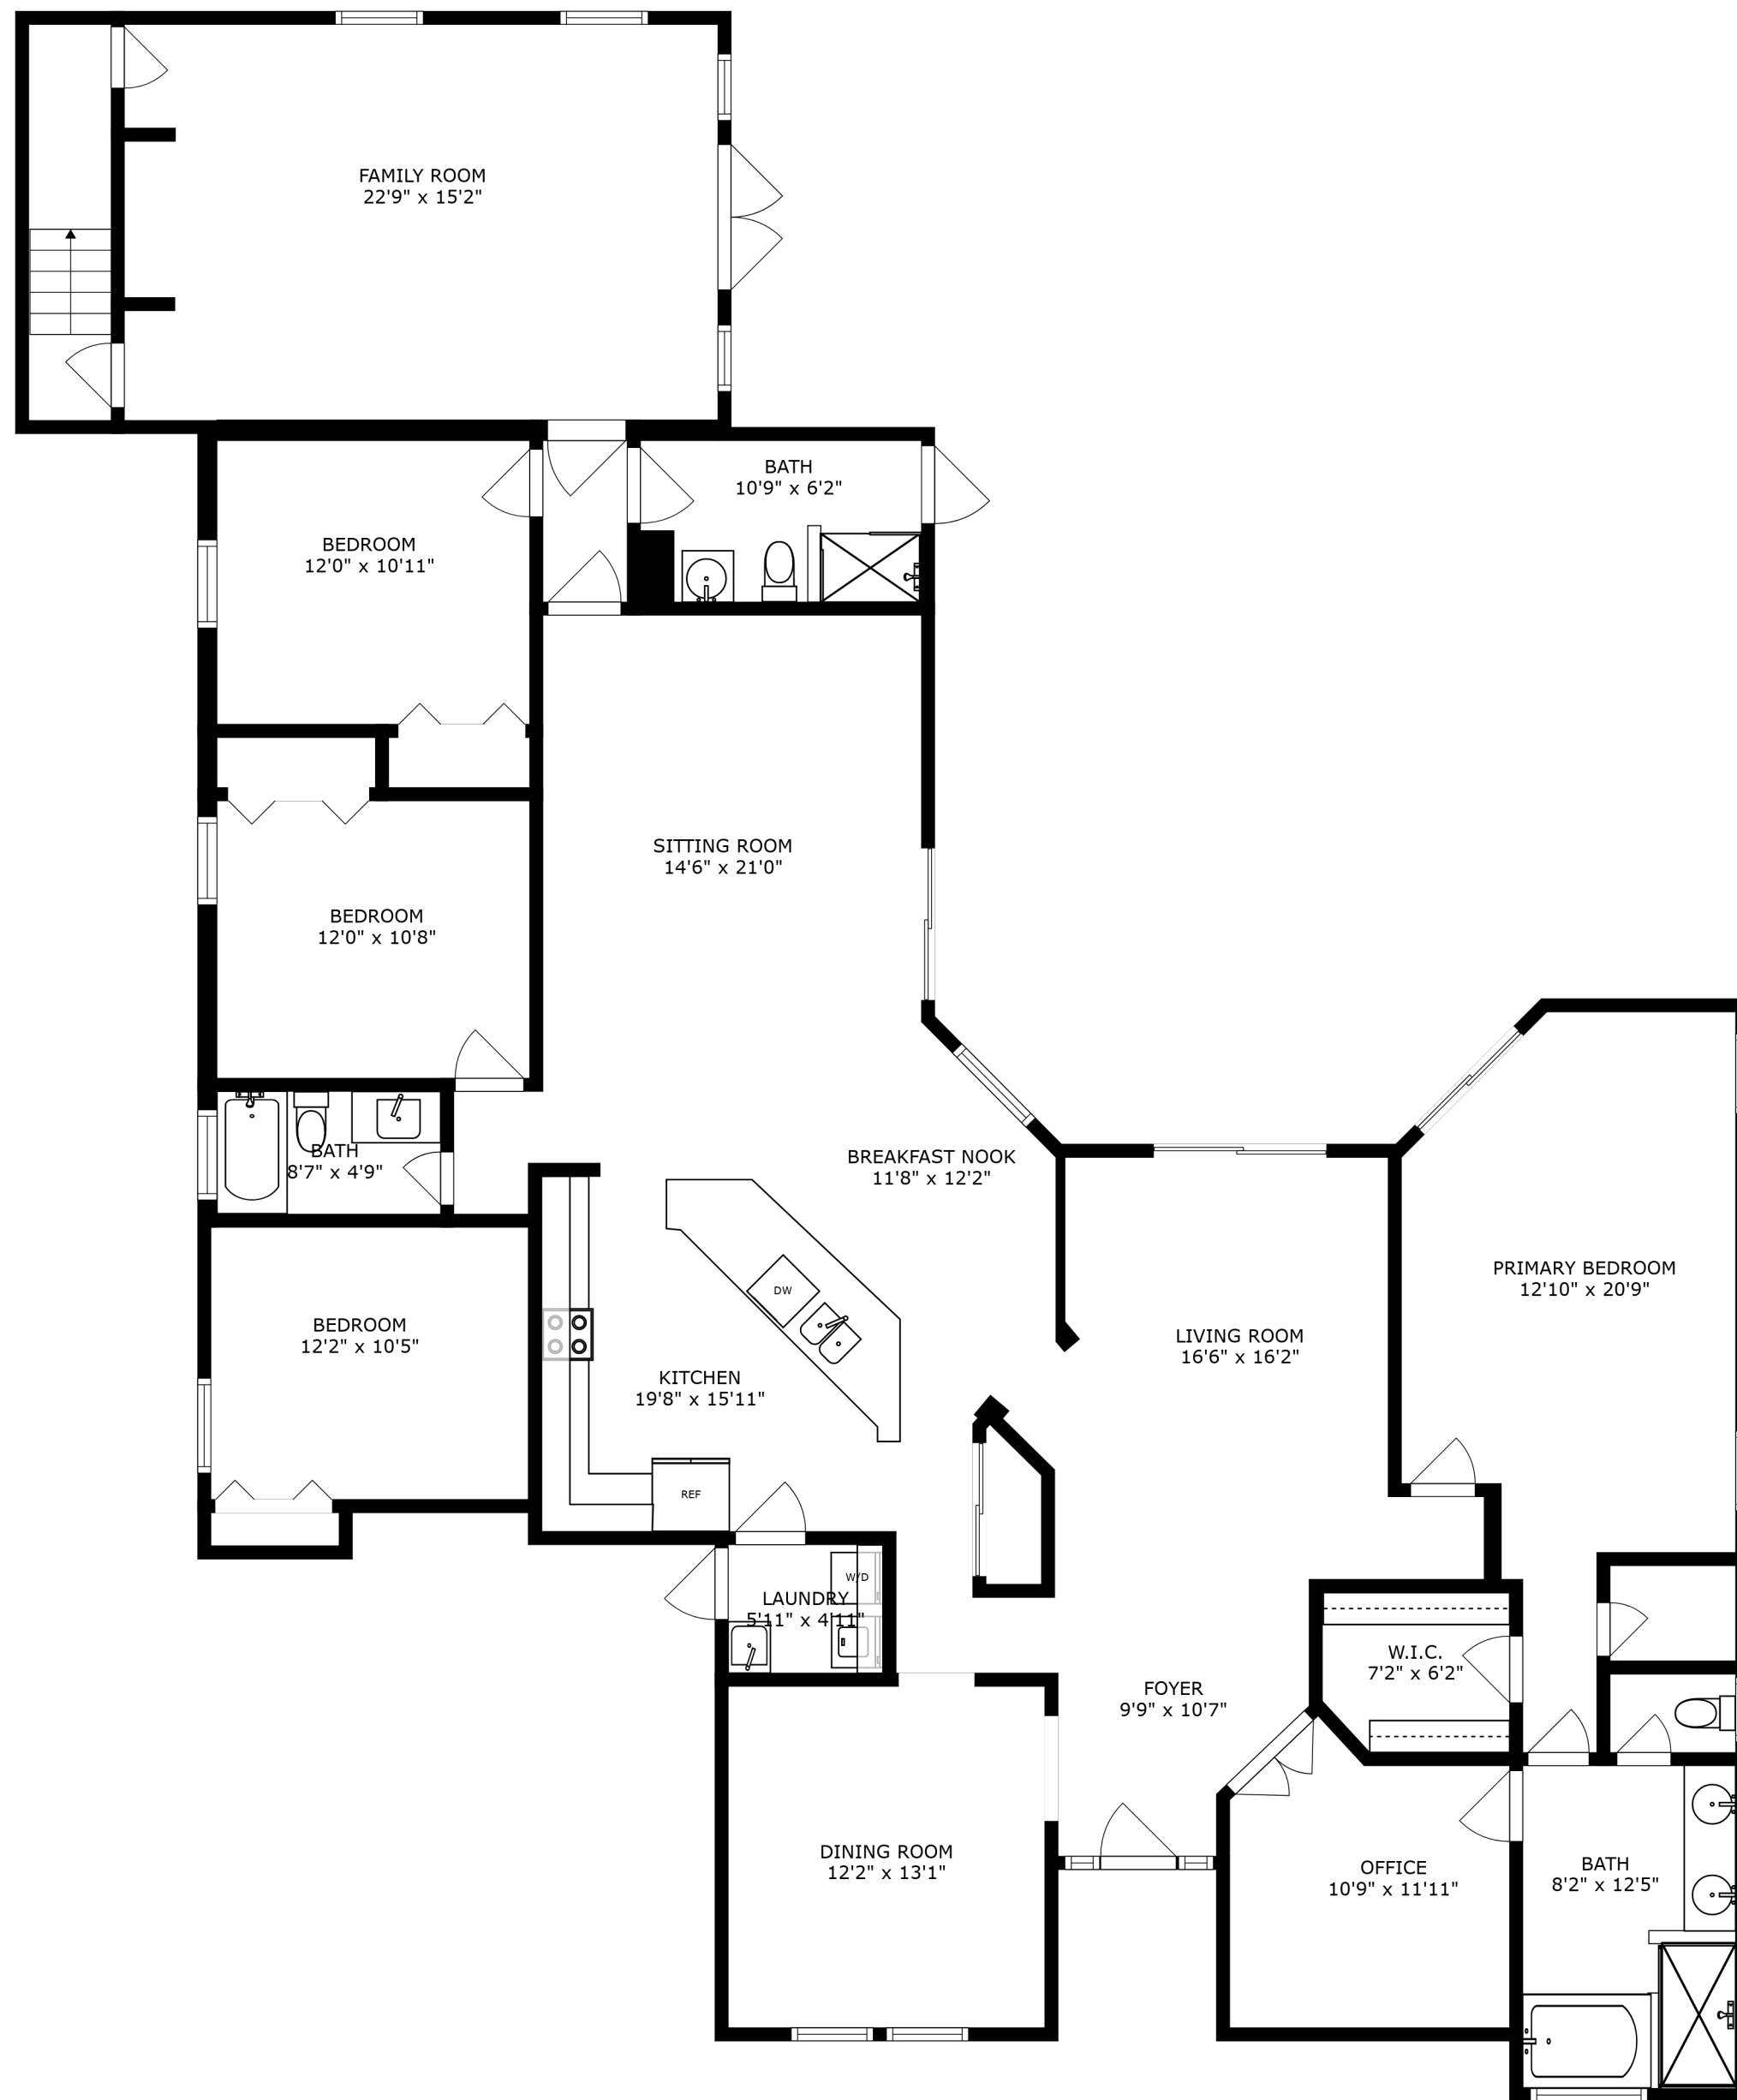 FAMILY ROOM
22'9" x 15'2"
BATH
10'9" x 6'2"
BEDROOM
12'0" x 10'11"
SITTING ROOM
14'6" x 21'0"
BEDROOM
12'0" x 10'8"
BATH
8'7" x 4'9"
BREAKFAST NOOK
11'8" x 12'2"
PRIMARY BEDROOM
12'10" x 20'9"
DW
BEDROOM
12'2" x 10'5"
LIVING ROOM
16'6" x 16'2"
KITCHEN
19'8" x 15'11"
REF
W/D
LAUNDRY
5'11" x 4'11"
W.I.C.
7'2" x 6'2"
FOYER
9'9" x 10'7"
DINING ROOM
12'2" x 13'1"
OFFICE
10'9" x 11'11"
BATH
8'2" x 12'5"